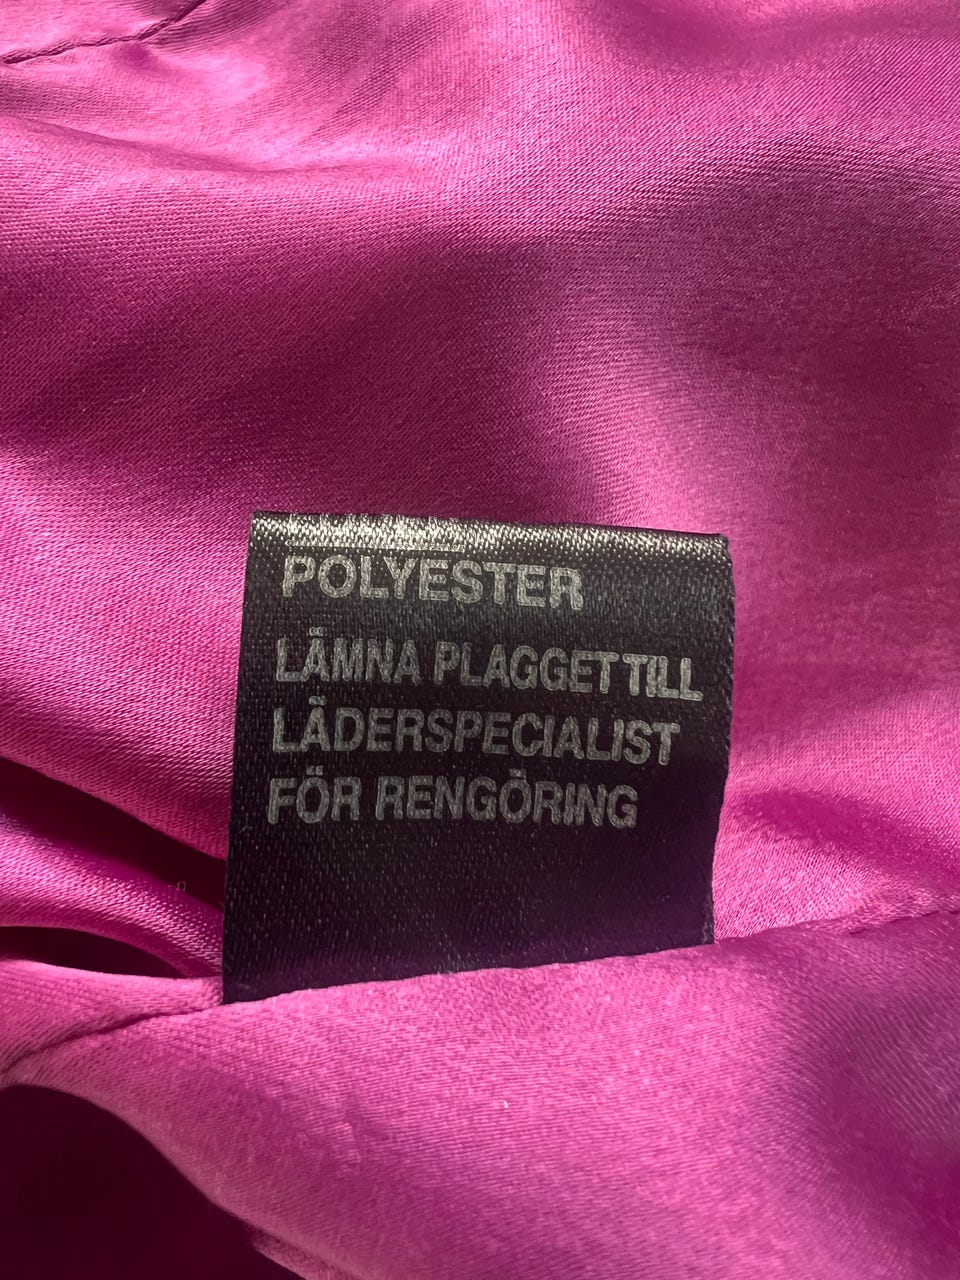 POLYESTER
LÄMNA PLAGGET TILL
LÄDERSPECIALIST
FÖR RENGÖRING